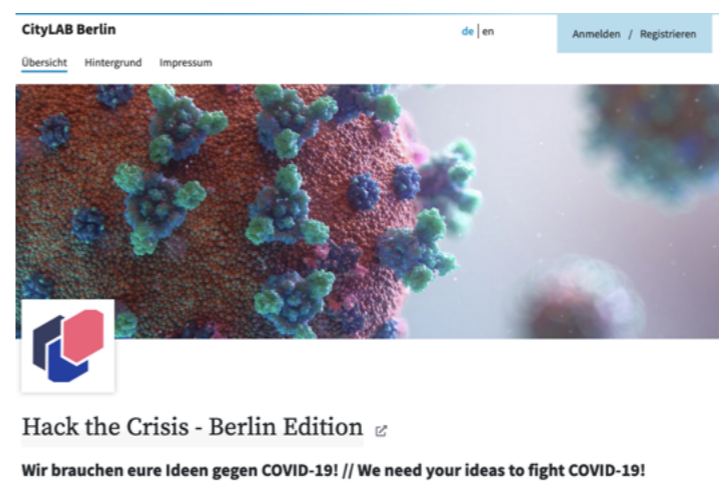 CityLAB Berlin
de | en
Anmelden / Registrieren
Übersicht Hintergrund Impressum
Hack the Crisis - Berlin Edition
Wir brauchen eure Ideen gegen COVID-19! // We need your ideas to fight COVID-19!